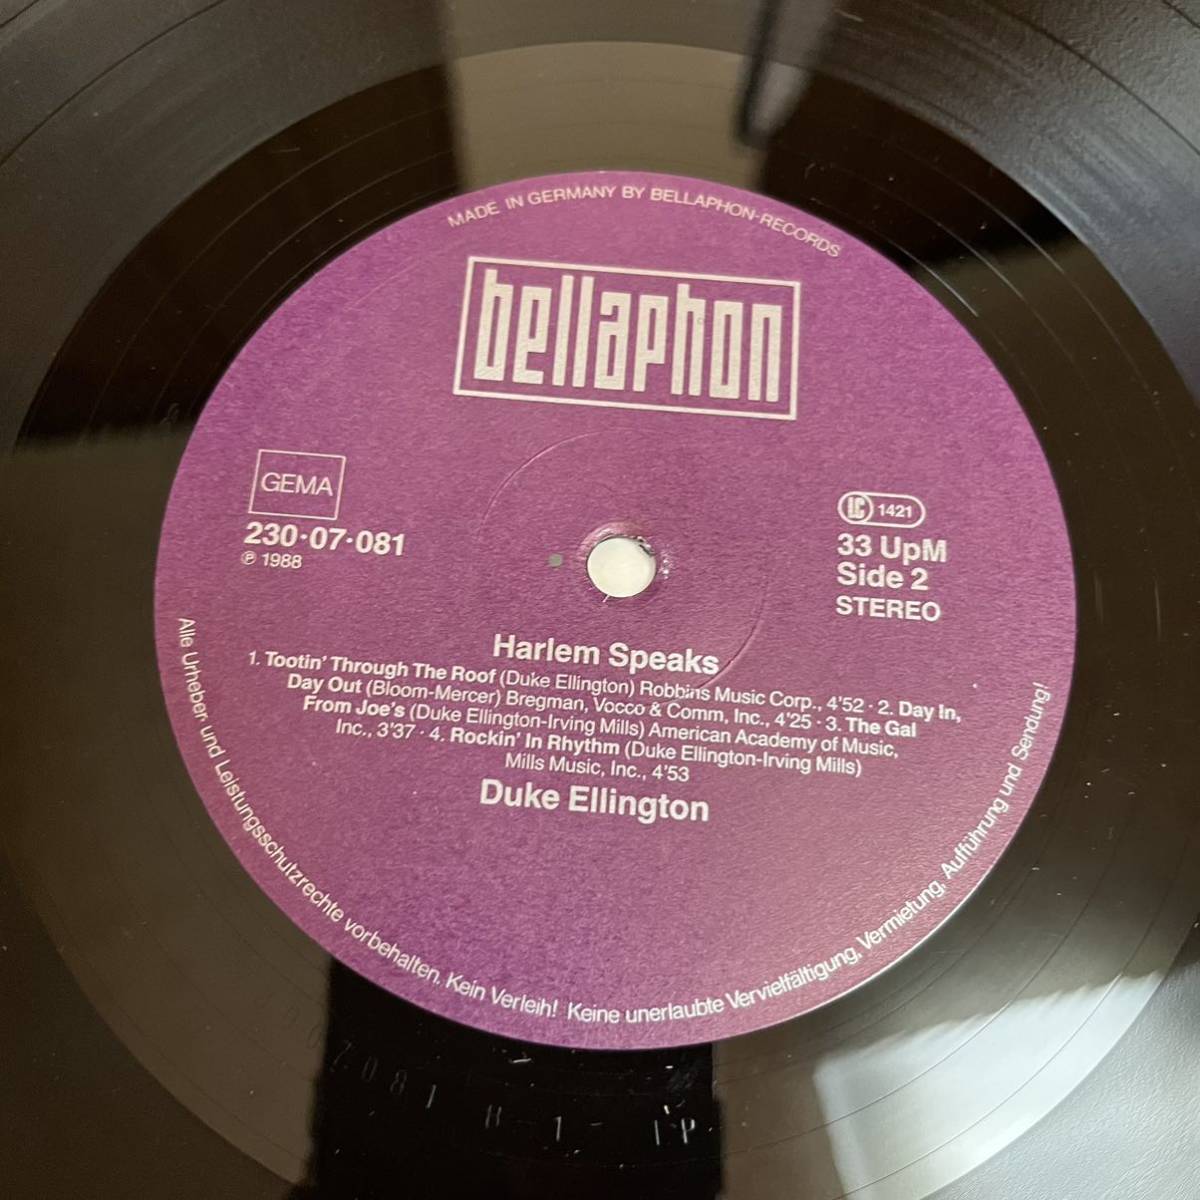 MADE IN GERMANY BY BELLAPHON-RECORDS
bellaphon
GEMA
230·07·081
℗ 1988
LC 1421
33 UpM
Side 2
STEREO
Harlem Speaks
1. Tootin' Through The Roof (Duke Ellington) Robbins Music Corp., 4'52 · 2. Day In,
Day Out (Bloom-Mercer) Bregman, Vocco & Comm, Inc., 4'25 · 3. The Gal
From Joe's (Duke Ellington-Irving Mills) American Academy of Music,
Inc., 3'37 · 4. Rockin' In Rhythm (Duke Ellington-Irving Mills)
Mills Music, Inc., 4'53
Duke Ellington
Alle Urheber- und Leistungsschutzrechte vorbehalten. Kein Verleih! Keine unerlaubte Vervielfältigung, Vermietung, Aufführung und Sendung!